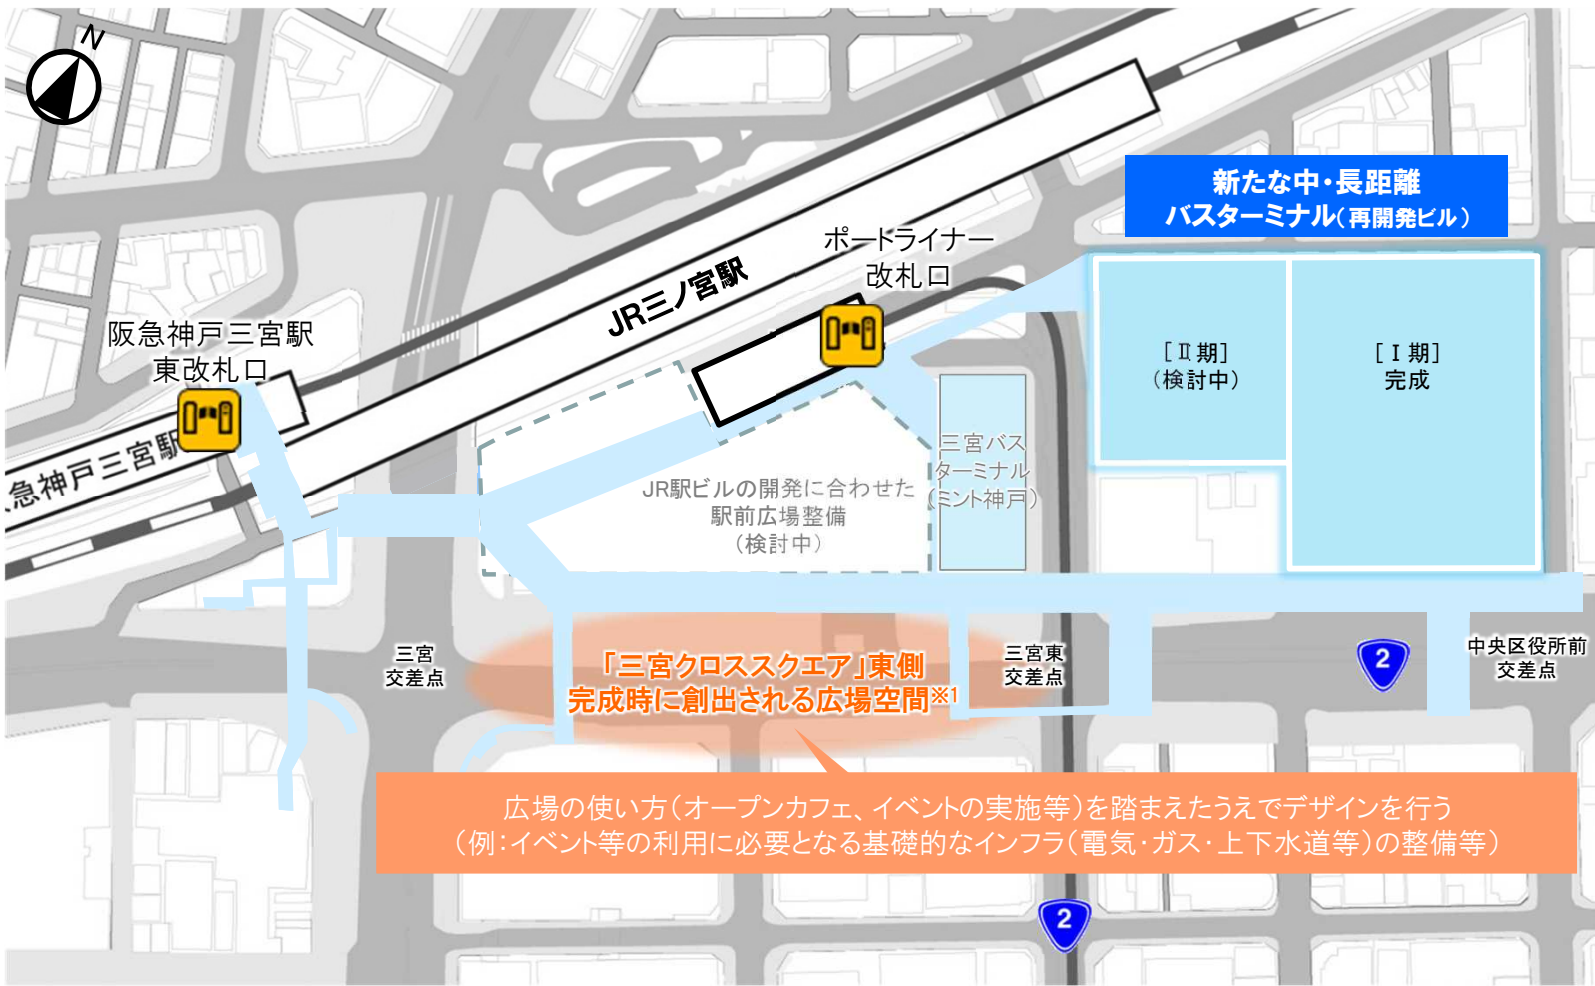 N
新たな中・長距離
バスターミナル(再開発ビル)
ポートライナー
改札口
JR三ノ宮駅
阪急神戸三宮駅
東改札口
急神戸三宮駅
[Ⅱ期]
(検討中)
[Ⅰ期]
完成
三宮バス
ターミナル
(ミント神戸)
JR駅ビルの開発に合わせた
駅前広場整備
(検討中)
三宮
交差点
「三宮クロススクエア」東側
完成時に創出される広場空間※1
三宮東
交差点
2
中央区役所前
交差点
広場の使い方(オープンカフェ、イベントの実施等)を踏まえたうえでデザインを行う
(例:イベント等の利用に必要となる基礎的なインフラ(電気・ガス・上下水道等)の整備等)
2